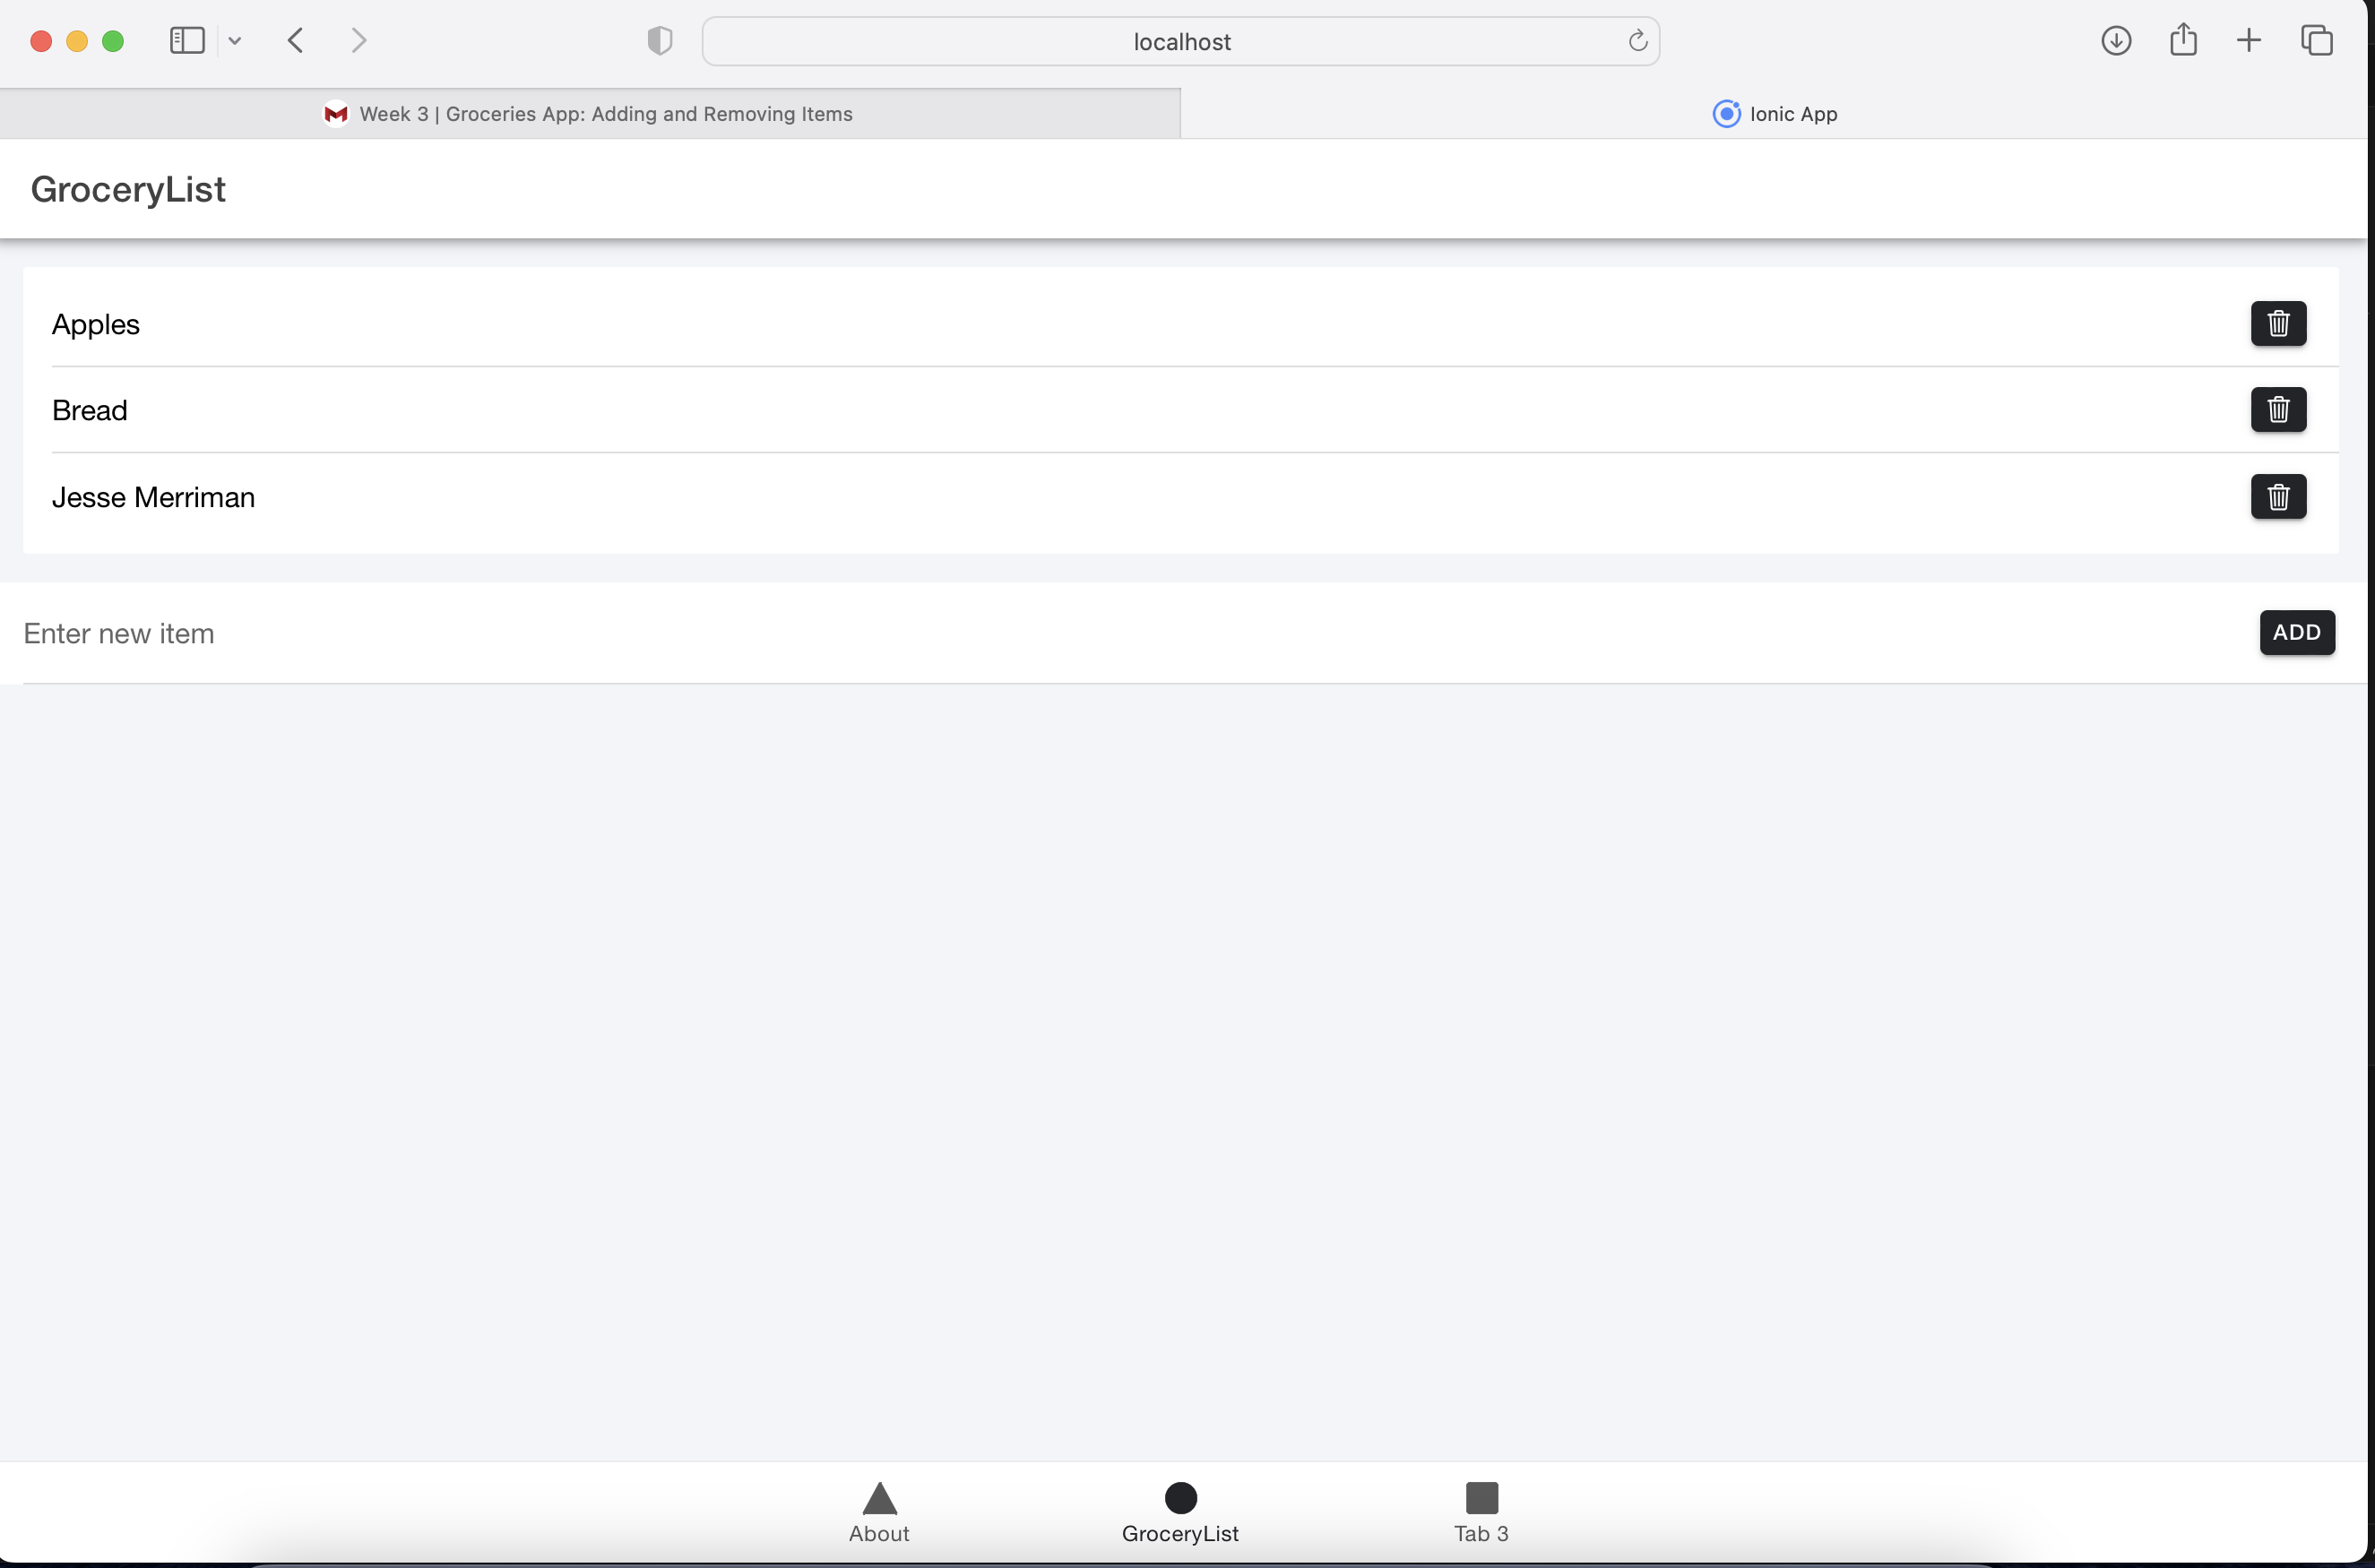 localhost
Week 3 | Groceries App: Adding and Removing Items
Ionic App
GroceryList
Apples
Bread
Jesse Merriman
Enter new item
ADD
About
GroceryList
Tab 3